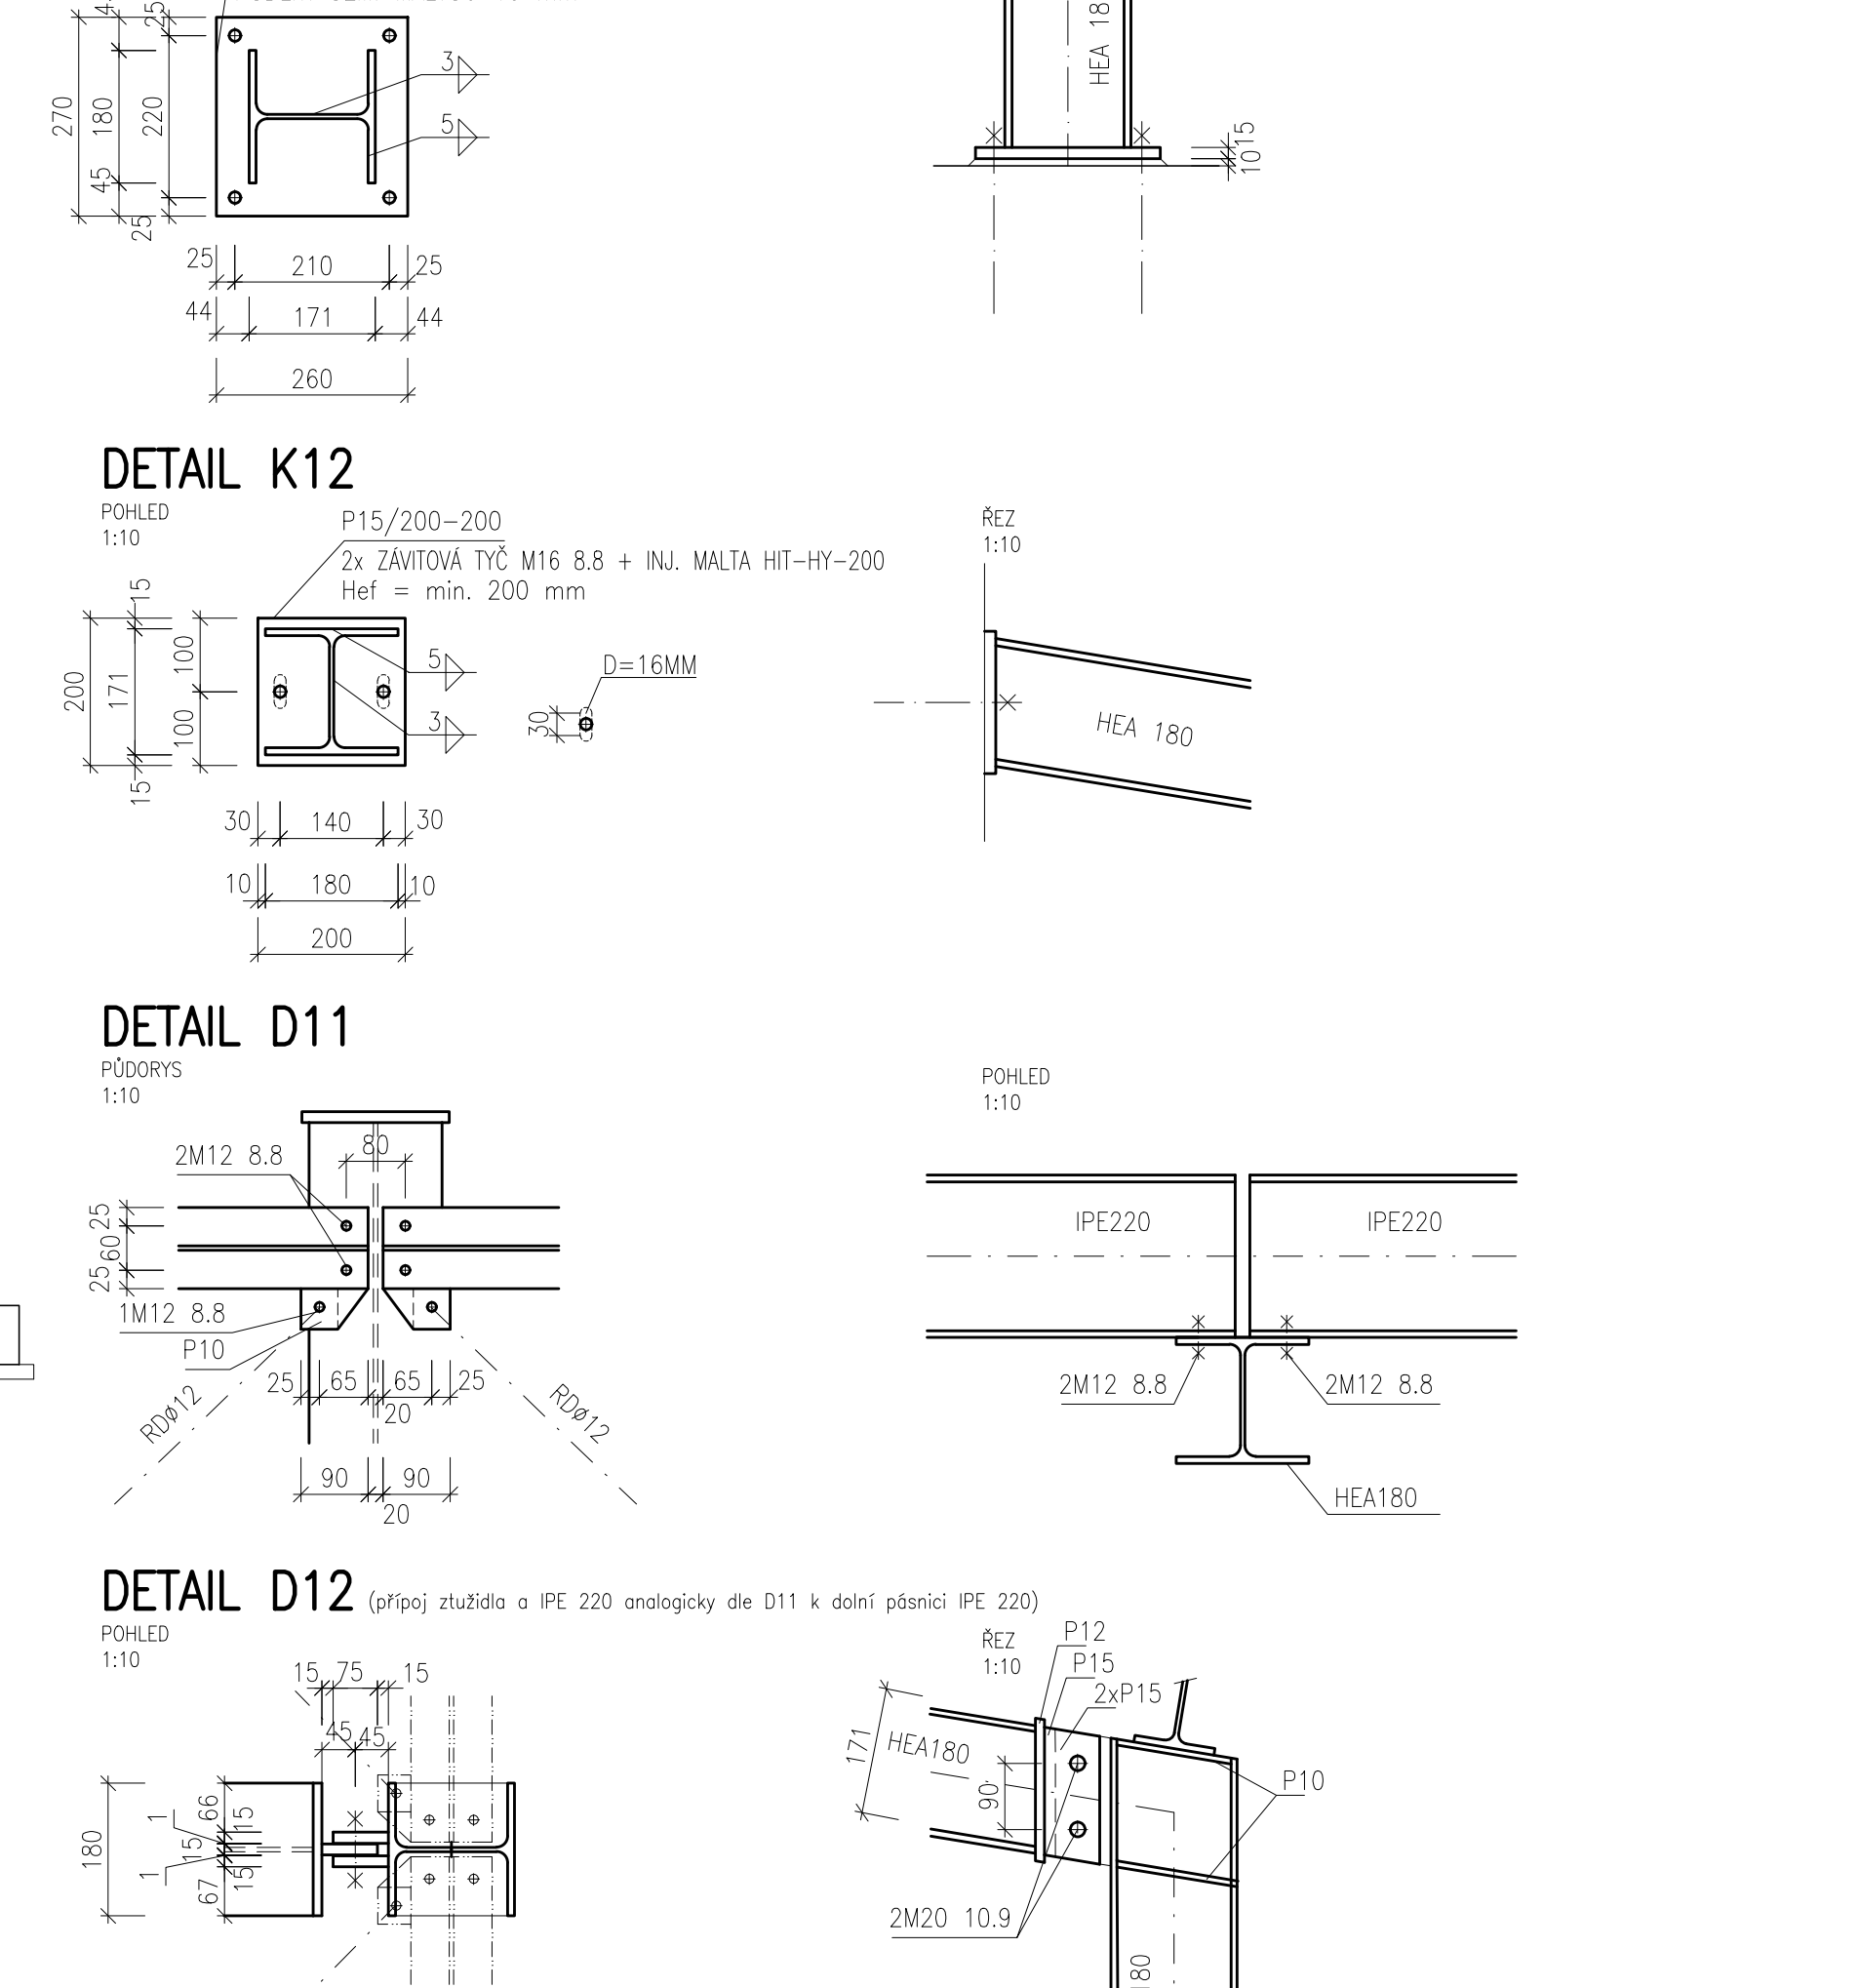 25
270
180
220
45
25
3
5
25
210
25
44
171
44
260
HEA 18
15
10
DETAIL K12
POHLED
1:10
P15/200-200
2x ZÁVITOVÁ TYČ M16 8.8 + INJ. MALTA HIT-HY-200
Hef = min. 200 mm
15
200
171
100
100
15
5
3
D=16MM
30
30
140
30
10
180
10
200
ŘEZ
1:10
HEA 180
DETAIL D11
PŮDORYS
1:10
2M12 8.8
80
25
60
25
1M12 8.8
P10
25
65
65
25
20
RDø12
RDø12
90
90
20
POHLED
1:10
IPE220
IPE220
2M12 8.8
2M12 8.8
HEA180
DETAIL D12 (přípoj ztužidla a IPE 220 analogicky dle D11 k dolní pásnici IPE 220)
POHLED
1:10
15
75
15
45
45
180
1
1
66
15
15
15
67
ŘEZ
1:10
P12
P15
2xP15
171
HEA180
90
P10
2M20 10.9
180